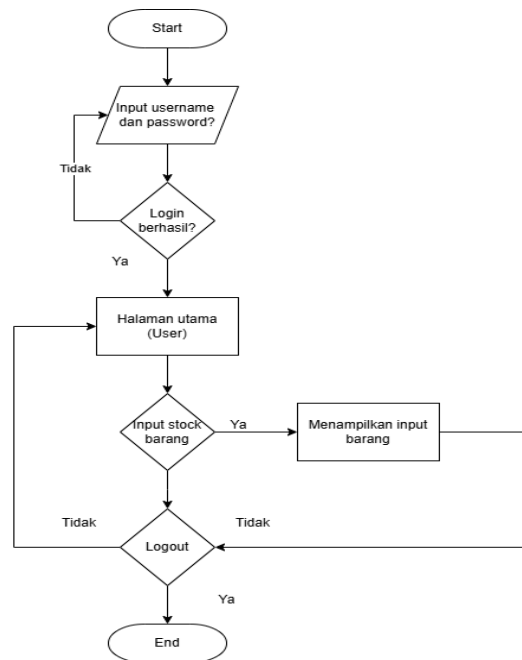 Start
Input username
dan password?
Tidak
Login
berhasil?
Ya
Halaman utama
(User)
Input stock
barang
Ya
Menampilkan input
barang
Tidak
Tidak
Logout
Ya
End